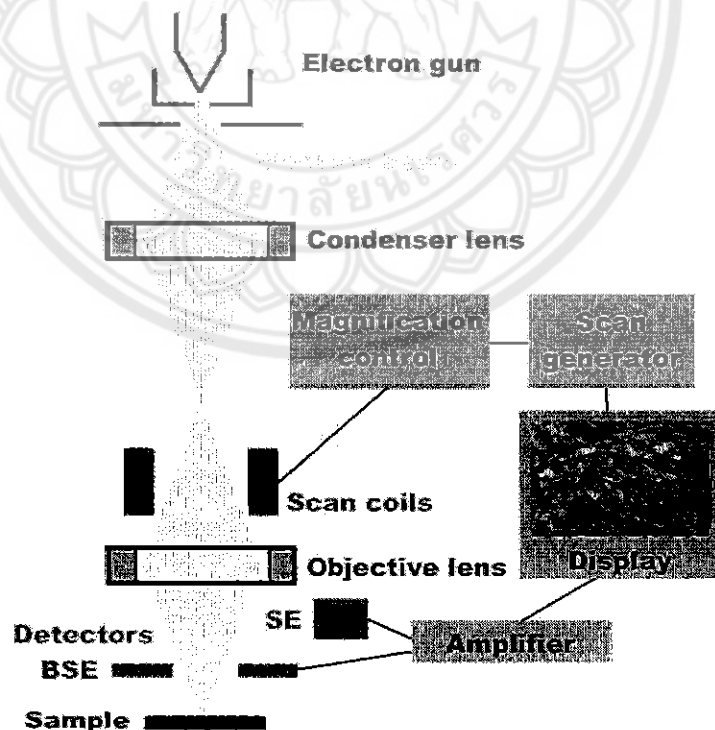 Electron gun
Condenser lens
Magnification
control
Scan
generator
Scan coils
Objective lens
Display
SE
Amplifier
Detectors
BSE
Sample